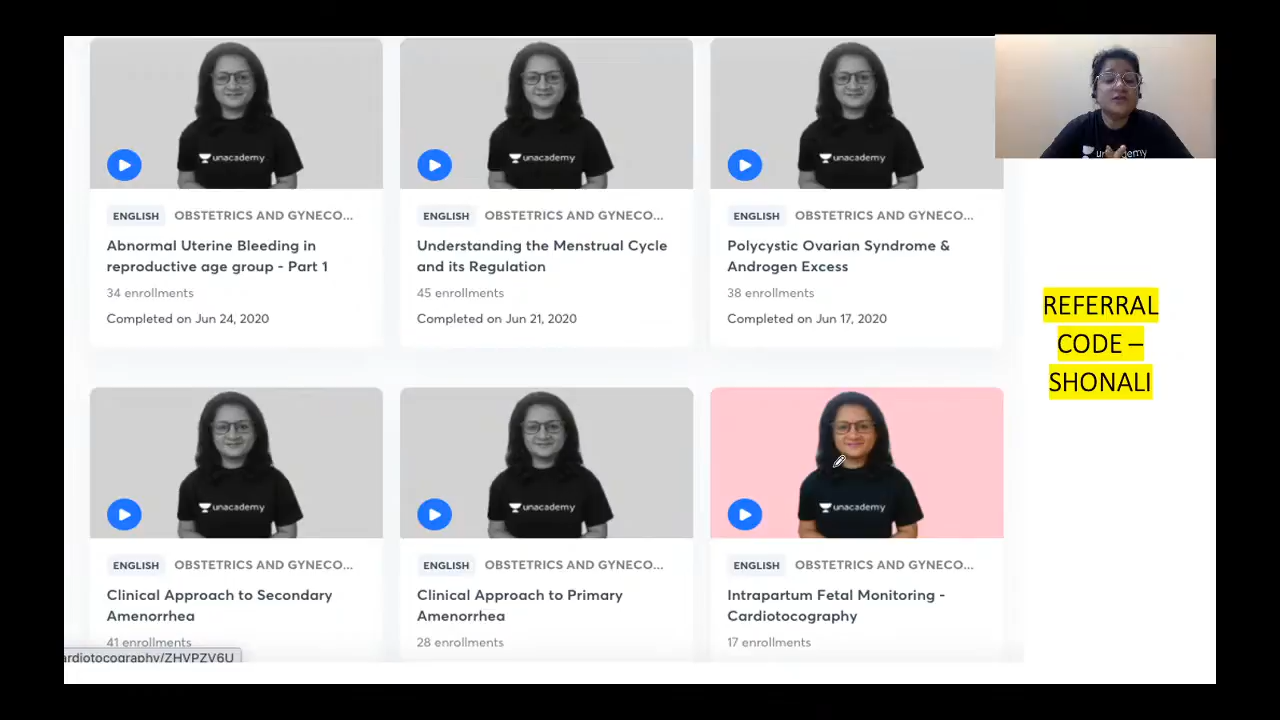 unacademy
unacademy
unacademy
ENGLISH OBSTETRICS AND GYNECO...
Abnormal Uterine Bleeding in
reproductive age group - Part 1
34 enrollments
Completed on Jun 24, 2020
ENGLISH OBSTETRICS AND GYNECO...
Understanding the Menstrual Cycle
and its Regulation
45 enrollments
Completed on Jun 21, 2020
ENGLISH OBSTETRICS AND GYNECO...
Polycystic Ovarian Syndrome &
Androgen Excess
38 enrollments
Completed on Jun 17, 2020
REFERRAL
CODE –
SHONALI
unacademy
unacademy
unacademy
ENGLISH OBSTETRICS AND GYNECO...
Clinical Approach to Secondary
Amenorrhea
41 enrollments
ENGLISH OBSTETRICS AND GYNECO...
Clinical Approach to Primary
Amenorrhea
28 enrollments
ENGLISH OBSTETRICS AND GYNECO...
Intrapartum Fetal Monitoring -
Cardiotocography
17 enrollments
ardiotocography/ZHVPZV6U